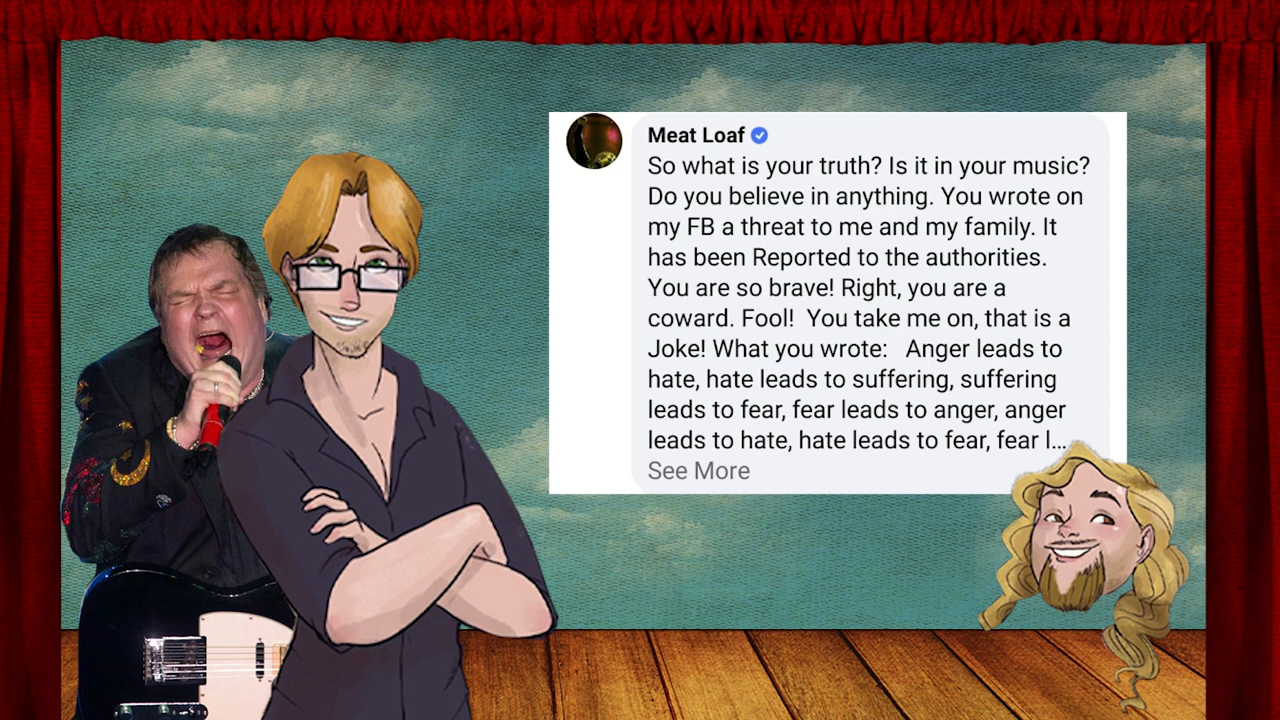 Meat Loaf
So what is your truth? Is it in your music?
Do you believe in anything. You wrote on
my FB a threat to me and my family. It
has been Reported to the authorities.
You are so brave! Right, you are a
coward. Fool!  You take me on, that is a
Joke! What you wrote:   Anger leads to
hate, hate leads to suffering, suffering
leads to fear, fear leads to anger, anger
leads to hate, hate leads to fear, fear l...
See More